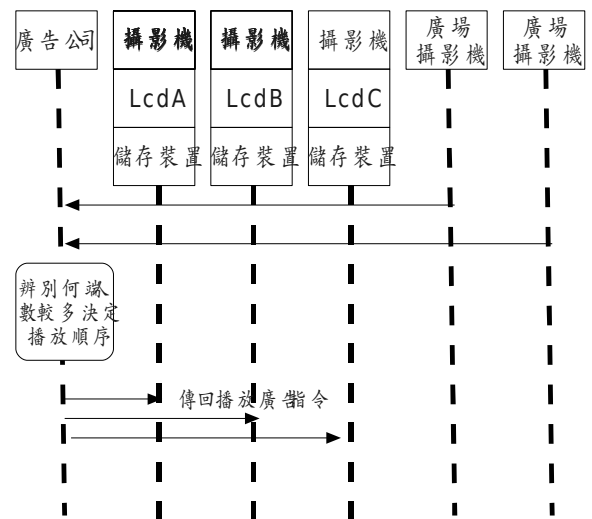 廣告公司
攝影機
LcdA
儲存裝置
攝影機
LcdB
儲存裝置
攝影機
LcdC
儲存裝置
廣場
攝影機
廣場
攝影機
辨別何端人
數較多決定
播放順序
傳回播放廣告指令